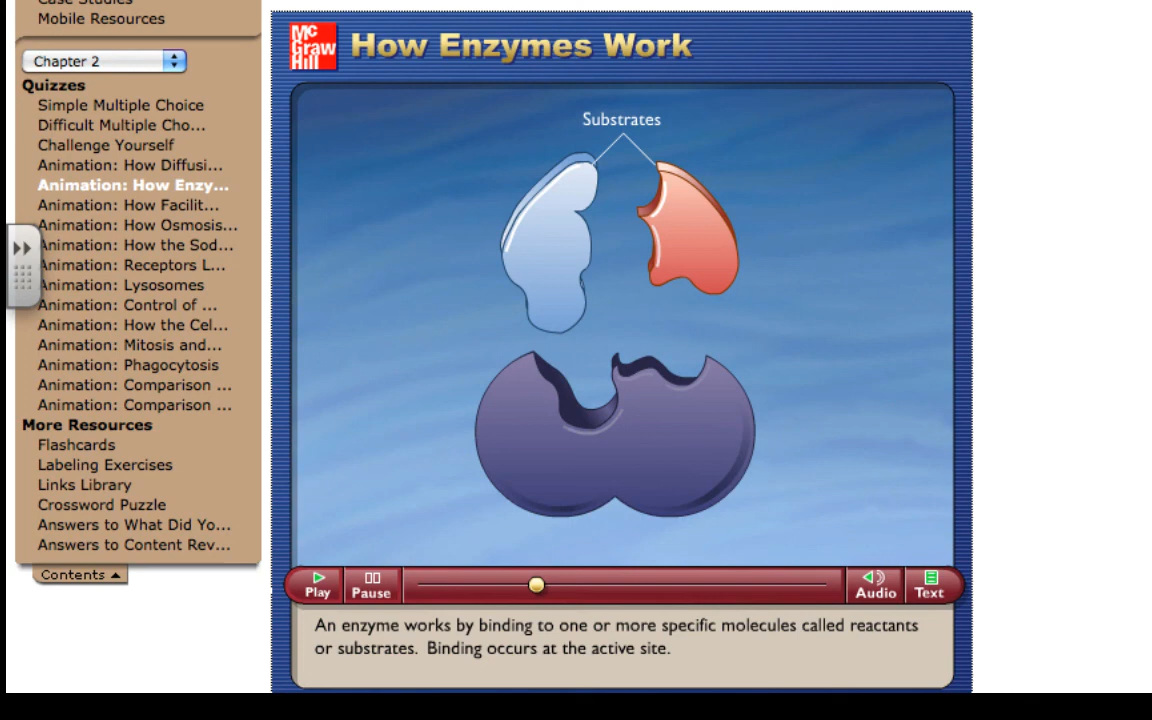 Case Studies
Mobile Resources
Chapter 2
Quizzes
Simple Multiple Choice
Difficult Multiple Cho...
Challenge Yourself
Animation: How Diffusi...
Animation: How Enzy...
Animation: How Facilit...
Animation: How Osmosis...
Animation: How the Sod...
Animation: Receptors L...
Animation: Lysosomes
Animation: Control of ...
Animation: How the Cel...
Animation: Mitosis and...
Animation: Phagocytosis
Animation: Comparison ...
Animation: Comparison ...
More Resources
Flashcards
Labeling Exercises
Links Library
Crossword Puzzle
Answers to What Did Yo...
Answers to Content Rev...
Contents
Mc
Graw
Hill
How Enzymes Work
Substrates
Play
Pause
Audio
Text
An enzyme works by binding to one or more specific molecules called reactants
or substrates. Binding occurs at the active site.